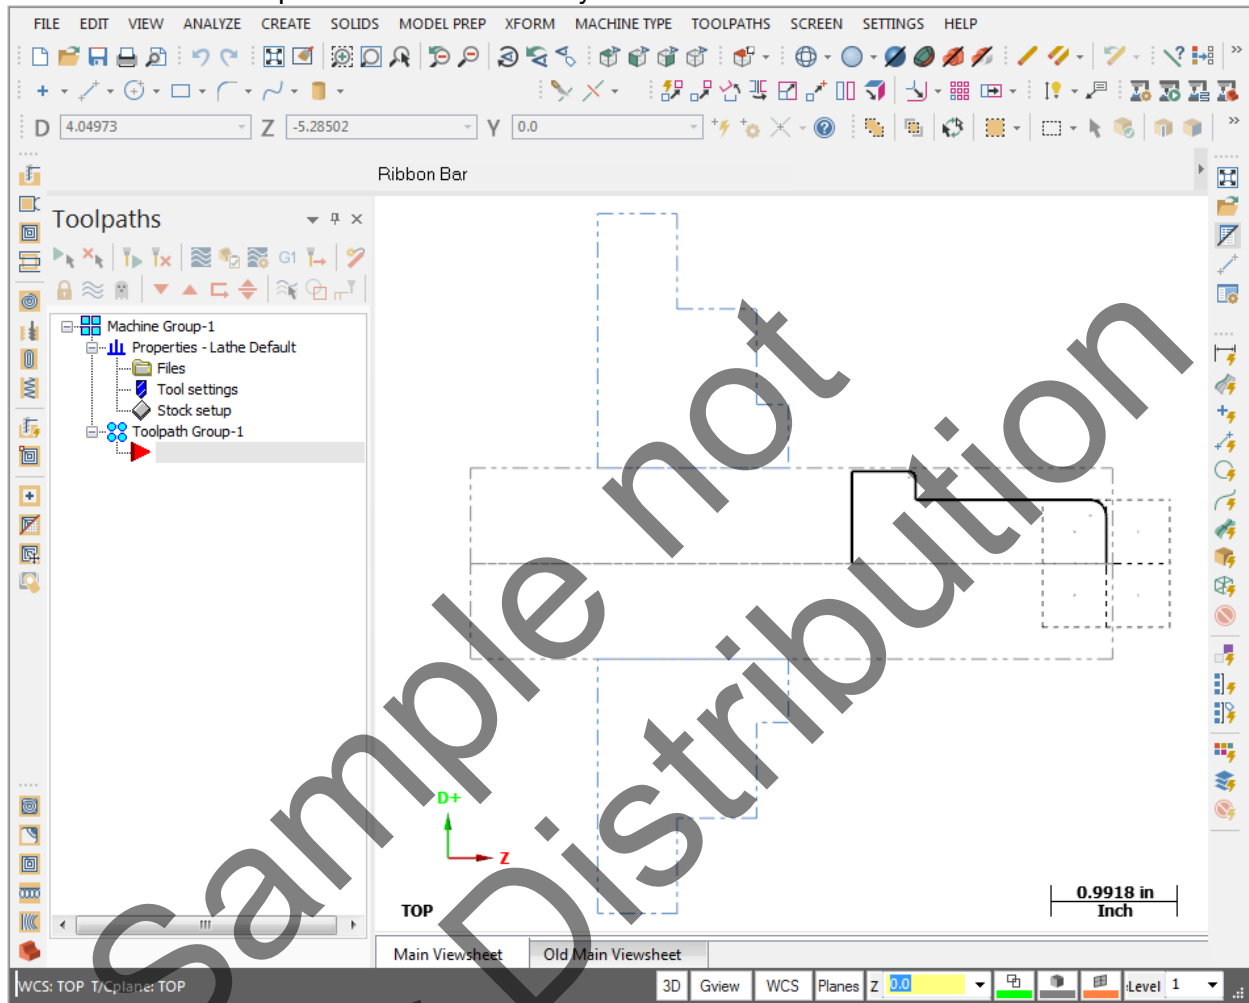 FILE EDIT VIEW ANALYZE CREATE SOLIDS MODEL PREP XFORM MACHINE TYPE TOOLPATHS SCREEN SETTINGS HELP
D 4.04973 Z -5.28502 Y 0.0
Ribbon Bar
Toolpaths
G1
Machine Group-1
Properties - Lathe Default
Files
Tool settings
Stock setup
Toolpath Group-1
D+
Z
TOP
0.9918 in
Inch
Main Viewsheet Old Main Viewsheet
WCS: TOP T/Cplane: TOP 3D Gview WCS Planes Z 0.0 Level 1
Sample not
Distribution